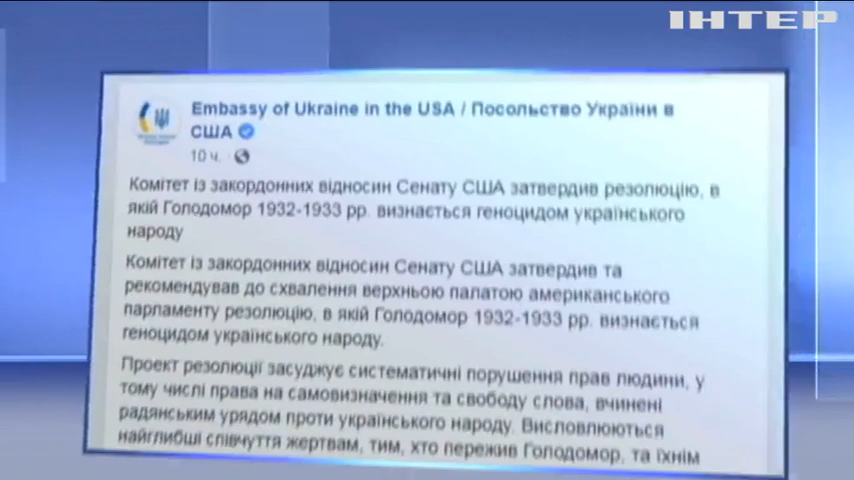 ІНТЕР
Embassy of Ukraine in the USA / Посольство України в
США
10 ч.
Комітет із закордонних відносин Сенату США затвердив резолюцію, в
якій Голодомор 1932-1933 рр. визнається геноцидом українського
народу
Комітет із закордонних відносин Сенату США затвердив та
рекомендував до схвалення верхньою палатою американського
парламенту резолюцію, в якій Голодомор 1932-1933 рр. визнається
геноцидом українського народу.
Проект резолюції засуджує систематичні порушення прав людини, у
тому числі права на самовизначення та свободу слова, вчинені
радянським урядом проти українського народу. Висловлюються
найглибші співчуття жертвам, тим, хто пережив Голодомор, та їхнім